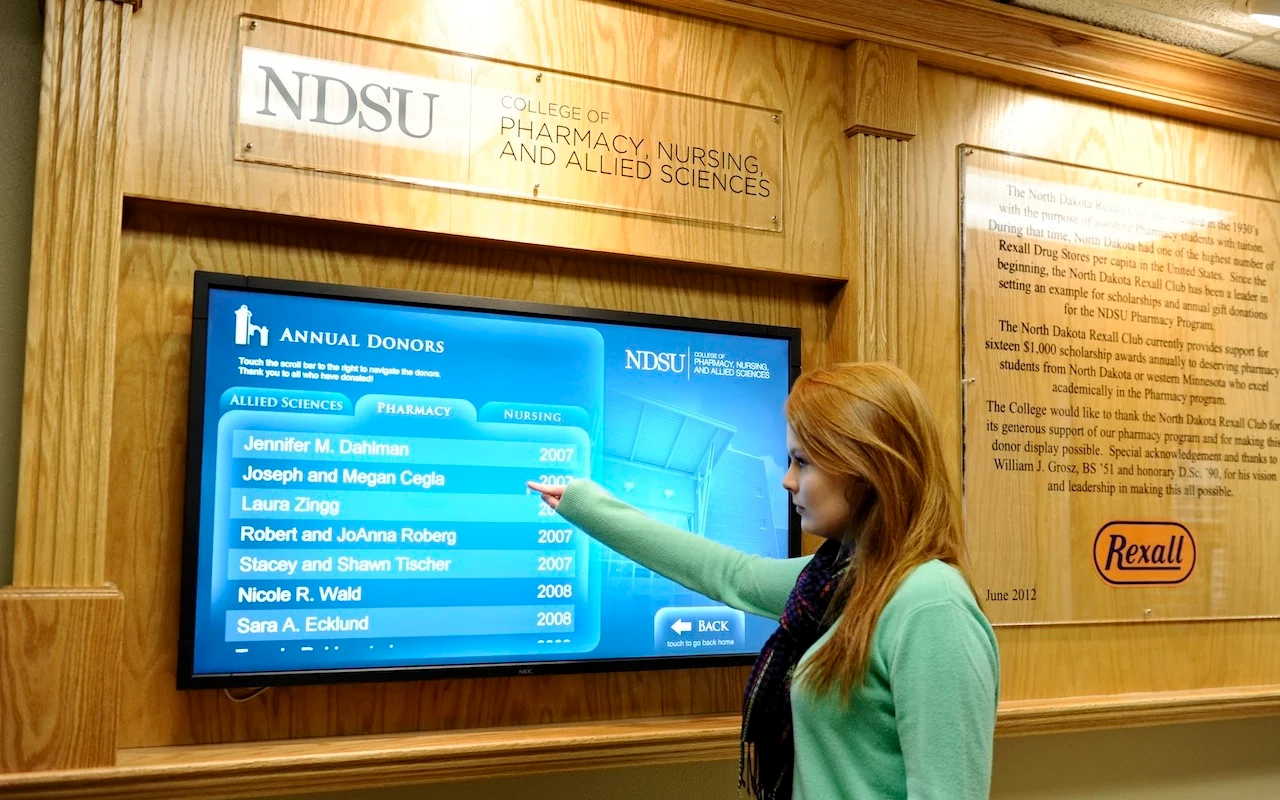 NDSU
COLLEGE OF
PHARMACY, NURSING,
AND ALLIED SCIENCES
ANNUAL DONORS
Touch the scroll bar to the right to navigate the donors.
Thank you to all who have donated!
NDSU
COLLEGE OF
PHARMACY, NURSING,
AND ALLIED SCIENCES
ALLIED SCIENCES
PHARMACY
NURSING
Jennifer M. Dahlman 2007
Joseph and Megan Cegla 2007
Laura Zingg
Robert and JoAnna Roberg 2007
Stacey and Shawn Tischer 2007
Nicole R. Wald 2008
Sara A. Ecklund 2008
BACK
touch to go back home
NEC
The North Dakota Rexall Club in the 1930's
with the purpose of assisting Pharmacy students with tuition.
During that time, North Dakota had one of the highest number of
Rexall Drug Stores per capita in the United States. Since the
beginning, the North Dakota Rexall Club has been a leader in
setting an example for scholarships and annual gift donations
for the NDSU Pharmacy Program.
The North Dakota Rexall Club currently provides support for
sixteen $1,000 scholarship awards annually to deserving pharmacy
students from North Dakota or western Minnesota who excel
academically in the Pharmacy program.
The College would like to thank the North Dakota Rexall Club for
its generous support of our pharmacy program and for making this
donor display possible. Special acknowledgement and thanks to
William J. Grosz, BS '51 and honorary D.Sc. '90, for his vision
and leadership in making this all possible.
Rexall
June 2012